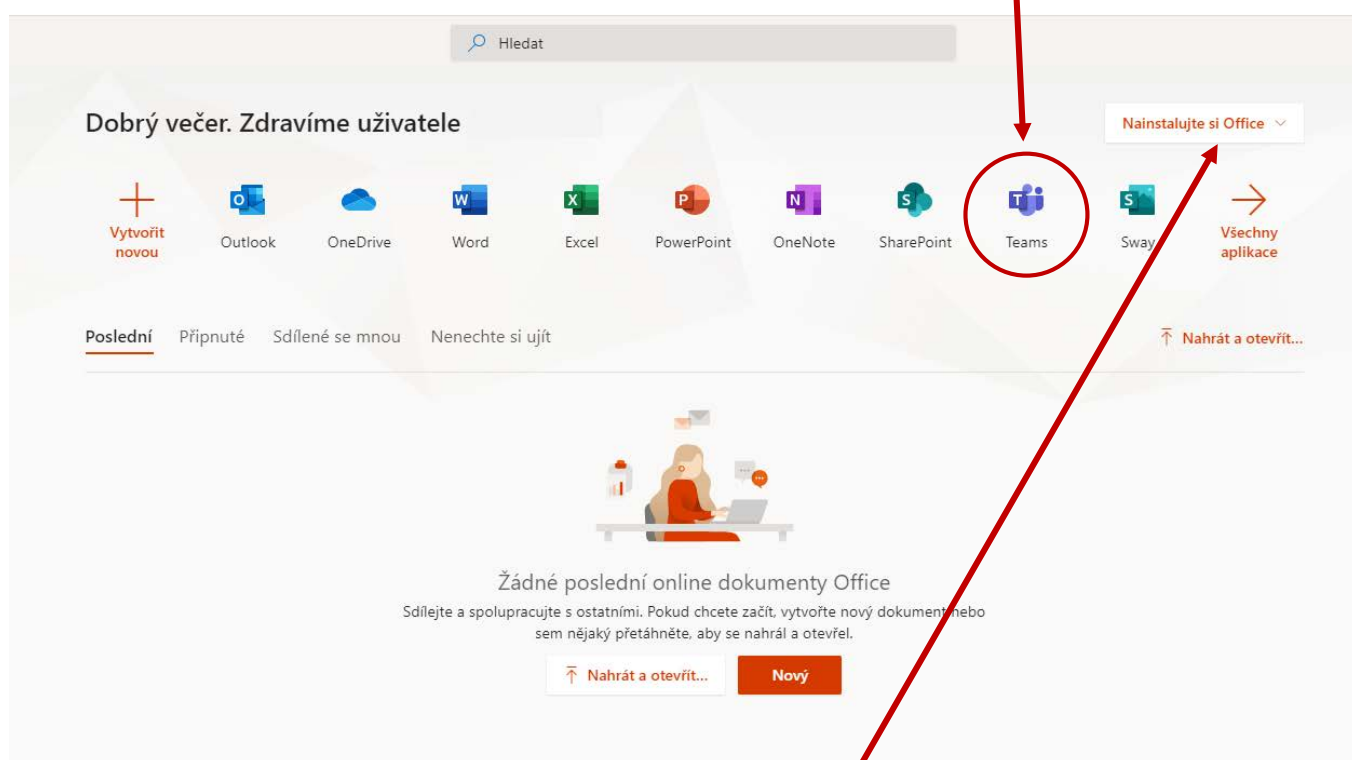 Hledat
Dobrý večer. Zdravíme uživatele
Nainstalujte si Office
Vytvořit
novou
Outlook
OneDrive
Word
Excel
PowerPoint
OneNote
SharePoint
Teams
Sway
Všechny
aplikace
Poslední Připnuté Sdílené se mnou Nenechte si ujít
Nahrát a otevřít...
Žádné poslední online dokumenty Office
Sdílejte a spolupracujte s ostatními. Pokud chcete začít, vytvořte nový dokument nebo
sem nějaký přetáhněte, aby se nahrál a otevřel.
Nahrát a otevřít...
Nový